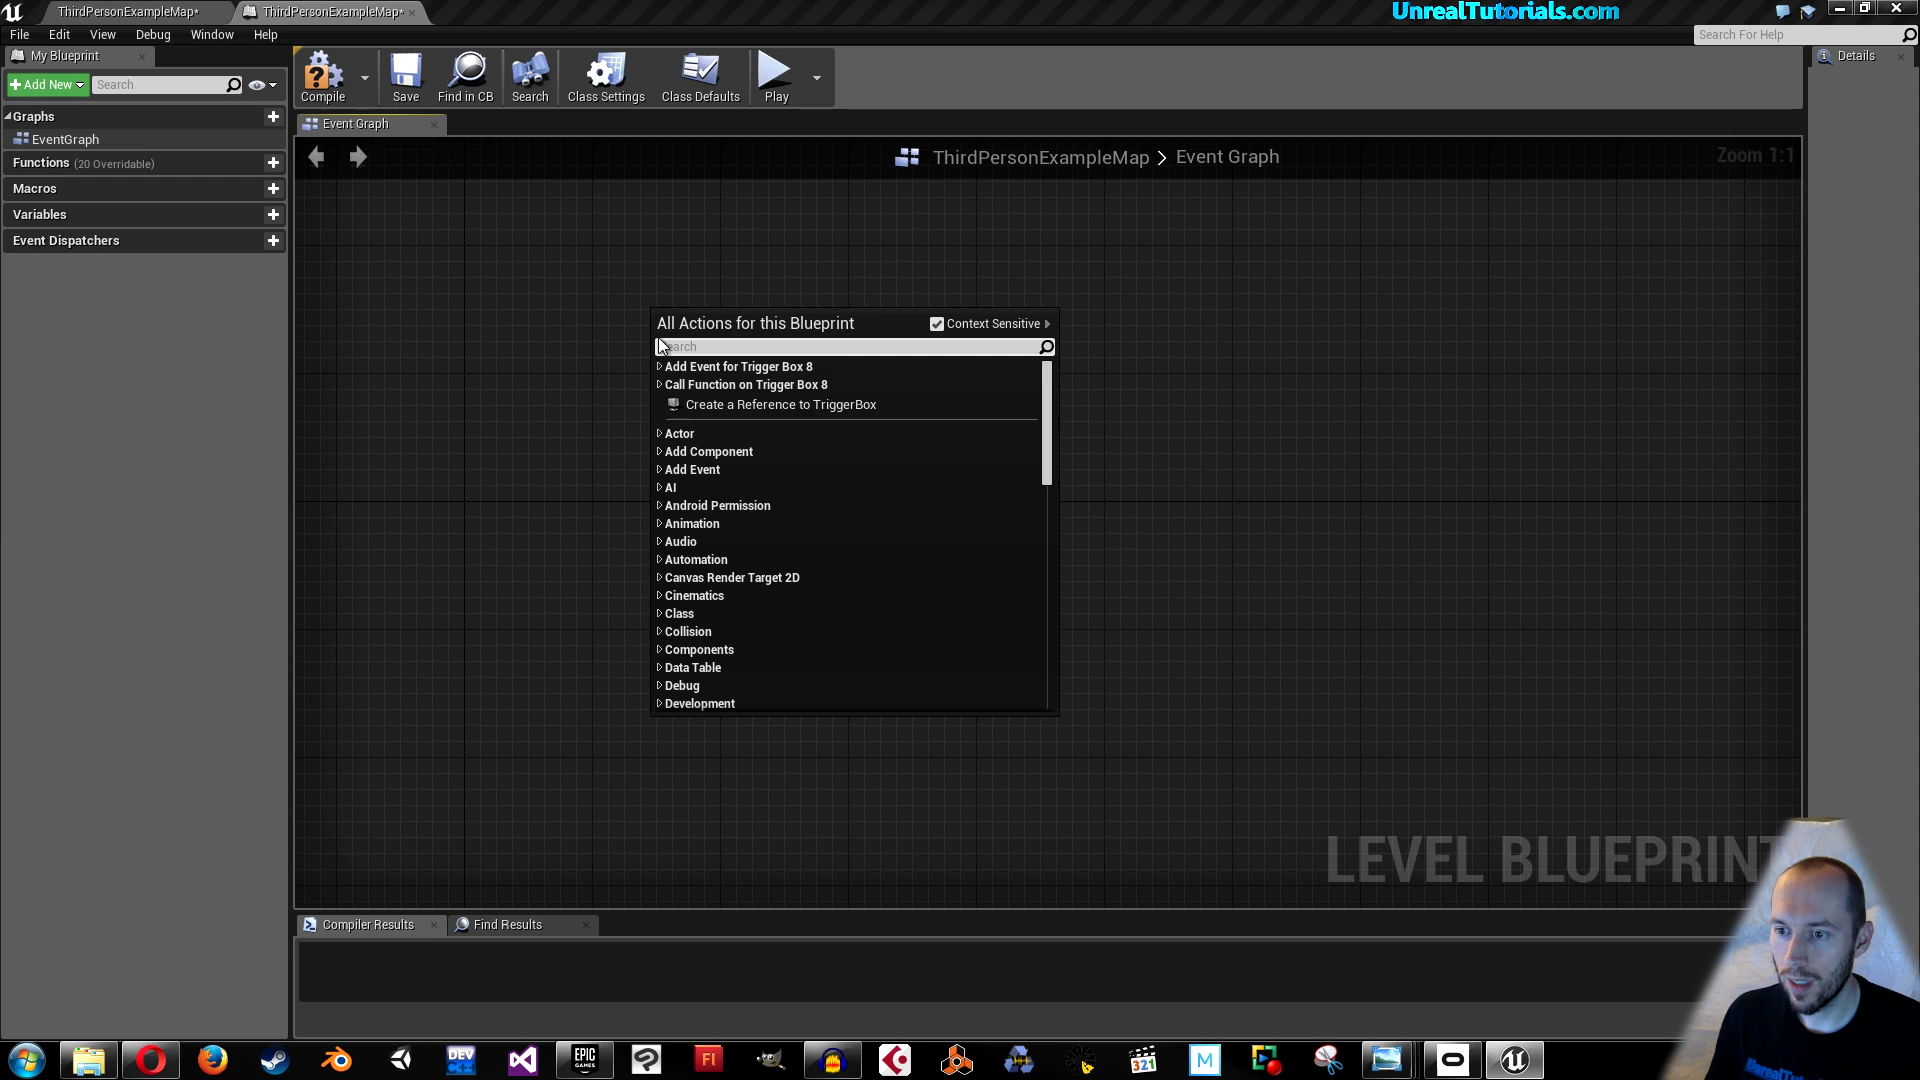 ThirdPersonExampleMap*
ThirdPersonExampleMap*
UnrealTutorials.com
File Edit View Debug Window Help
Search For Help
My Blueprint
Add New
Search
Compile
Save
Find in CB
Search
Class Settings
Class Defaults
Play
Details
Graphs
EventGraph
Functions (20 Overridable)
Macros
Variables
Event Dispatchers
Event Graph
ThirdPersonExampleMap > Event Graph
Zoom 1:1
All Actions for this Blueprint
Context Sensitive
Add Event for Trigger Box 8
Call Function on Trigger Box 8
Create a Reference to TriggerBox
Actor
Add Component
Add Event
AI
Android Permission
Animation
Audio
Automation
Canvas Render Target 2D
Cinematics
Class
Collision
Components
Data Table
Debug
Development
LEVEL BLUEPRINT
Compiler Results
Find Results
DEV
EPIC GAMES
FI
321
M